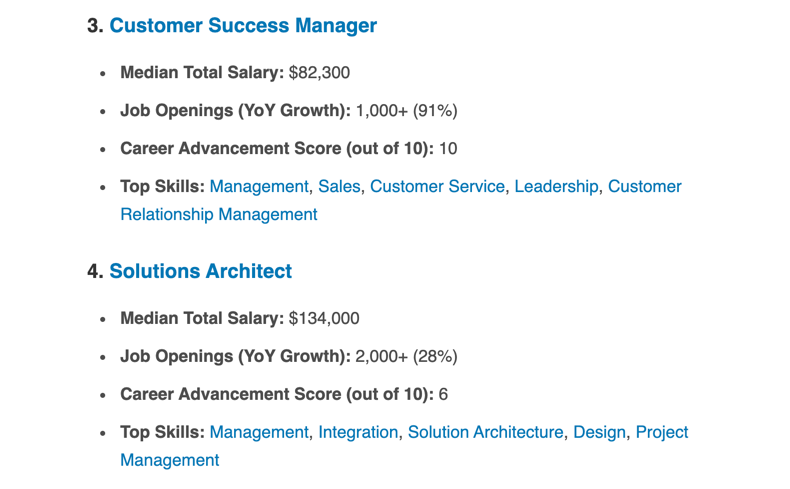 3. Customer Success Manager
• Median Total Salary: $82,300
• Job Openings (YoY Growth): 1,000+ (91%)
• Career Advancement Score (out of 10): 10
• Top Skills: Management, Sales, Customer Service, Leadership, Customer
Relationship Management
4. Solutions Architect
• Median Total Salary: $134,000
• Job Openings (YoY Growth): 2,000+ (28%)
• Career Advancement Score (out of 10): 6
• Top Skills: Management, Integration, Solution Architecture, Design, Project
Management